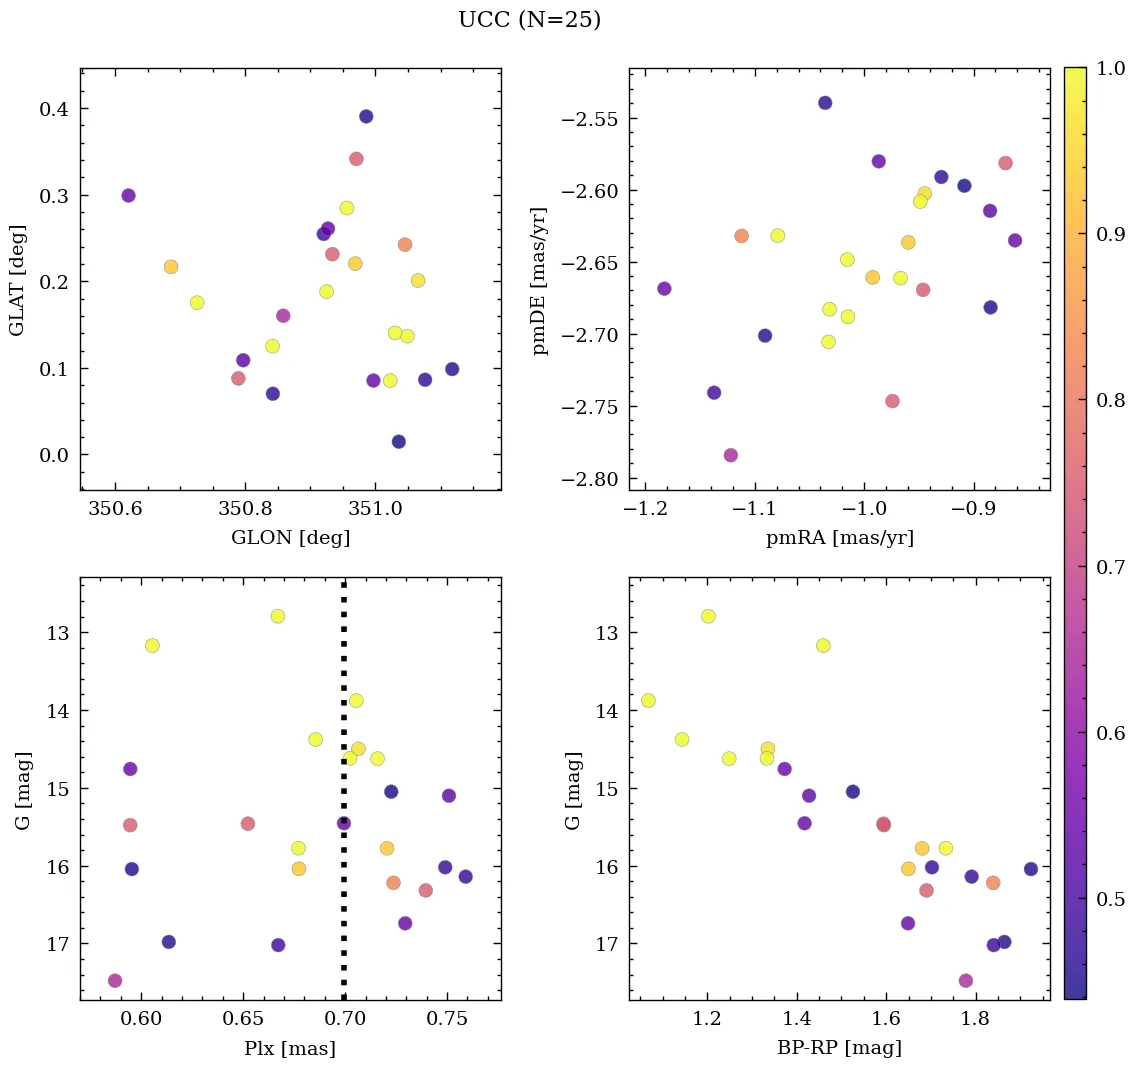 UCC (N=25)
0.4
0.3
0.2
0.1
0.0
GLAT [deg]
350.6 350.8 351.0
GLON [deg]
−2.55
−2.60
−2.65
−2.70
−2.75
−2.80
pmDE [mas/yr]
−1.2 −1.1 −1.0 −0.9
pmRA [mas/yr]
1.0
0.9
0.8
0.7
0.6
0.5
13
14
15
16
17
G [mag]
0.60 0.65 0.70 0.75
Plx [mas]
13
14
15
16
17
G [mag]
1.2 1.4 1.6 1.8
BP-RP [mag]